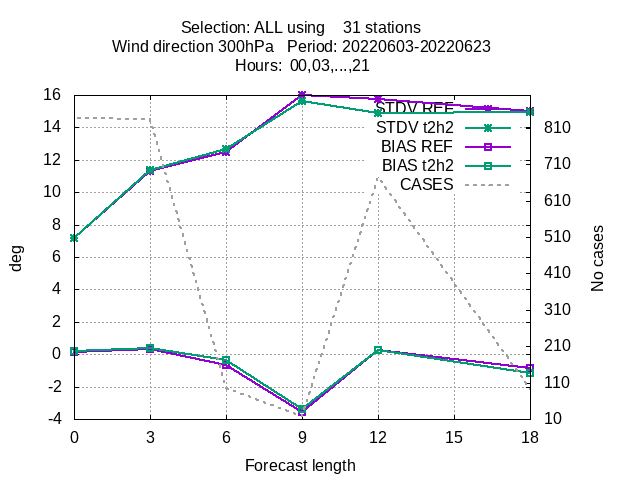 Selection: ALL using 31 stations
Wind direction 300hPa Period: 20220603-20220623
Hours: 00,03,...,21
STDV REF
STDV t2h2
BIAS REF
BIAS t2h2
CASES
16
14
12
10
8
6
4
2
0
-2
-4
deg
810
710
610
510
410
310
210
110
10
No cases
0 3 6 9 12 15 18
Forecast length